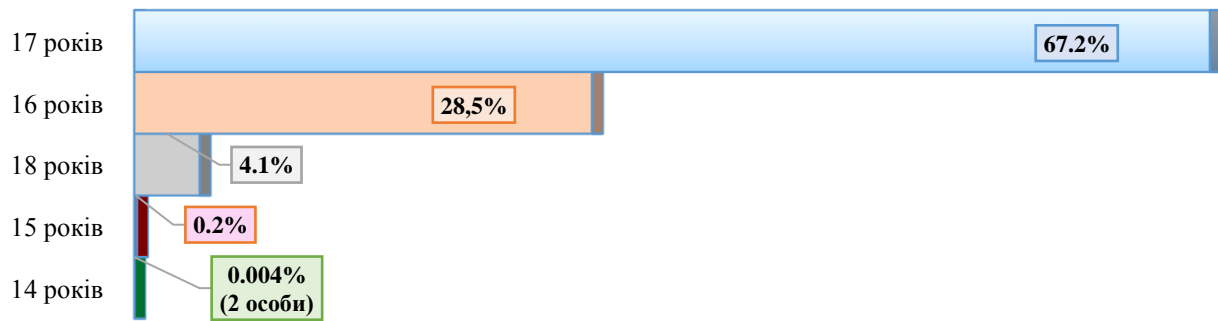 17 років
67.2%
16 років
28,5%
18 років
4.1%
15 років
0.2%
14 років
0.004%
(2 особи)